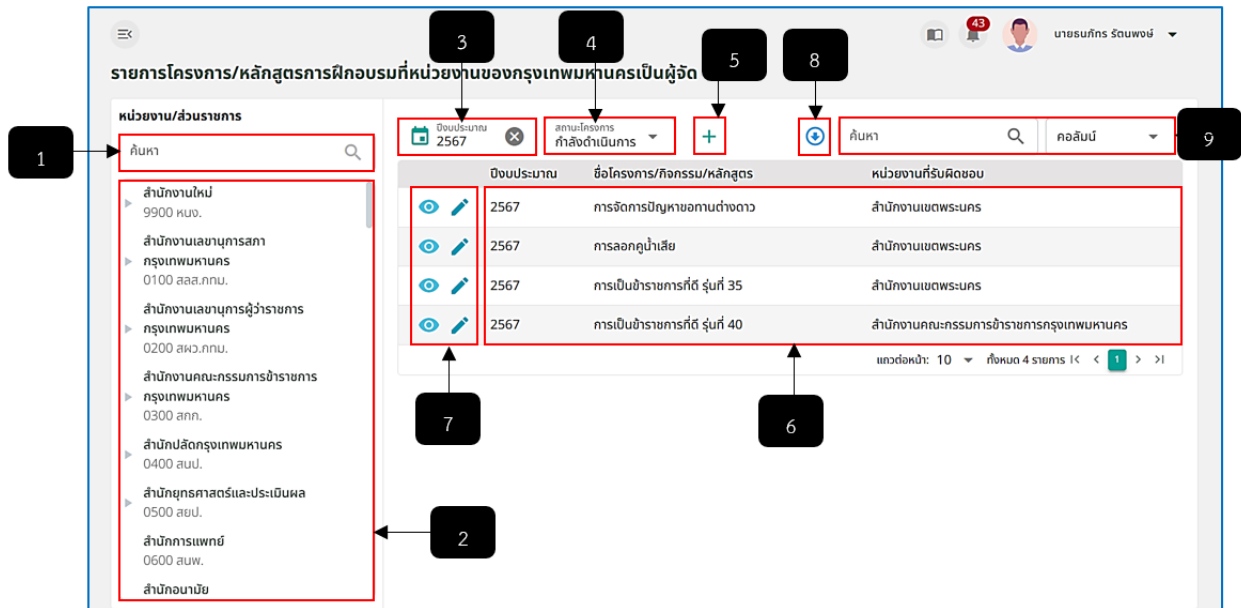 43
นายธนภัทร รัตนพงษ์
3
4
5
8
รายการโครงการ/หลักสูตรการฝึกอบรมที่หน่วยงานของกรุงเทพมหานครเป็นผู้จัด
หน่วยงาน/ส่วนราชการ
1
ค้นหา
ปีงบประมาณ
2567
สถานะโครงการ
กำลังดำเนินการ
ค้นหา
คอลัมน์
9
ปีงบประมาณ ชื่อโครงการ/กิจกรรม/หลักสูตร หน่วยงานที่รับผิดชอบ
2567 การจัดการปัญหาขอทานต่างดาว สำนักงานเขตพระนคร
2567 การลอกคูน้ำเสีย สำนักงานเขตพระนคร
2567 การเป็นข้าราชการที่ดี รุ่นที่ 35 สำนักงานเขตพระนคร
2567 การเป็นข้าราชการที่ดี รุ่นที่ 40 สำนักงานคณะกรรมการข้าราชการกรุงเทพมหานคร
แถวต่อหน้า: 10 ทั้งหมด 4 รายการ 1
7
6
สำนักงานใหม่
9900 หนง.
สำนักงานเลขานุการสภา
กรุงเทพมหานคร
0100 สลส.กทม.
สำนักงานเลขานุการผู้ว่าราชการ
กรุงเทพมหานคร
0200 สผว.กทม.
สำนักงานคณะกรรมการข้าราชการ
กรุงเทพมหานคร
0300 สกก.
สำนักปลัดกรุงเทพมหานคร
0400 สนป.
สำนักยุทธศาสตร์และประเมินผล
0500 สยป.
2
สำนักการแพทย์
0600 สนพ.
สำนักอนามัย